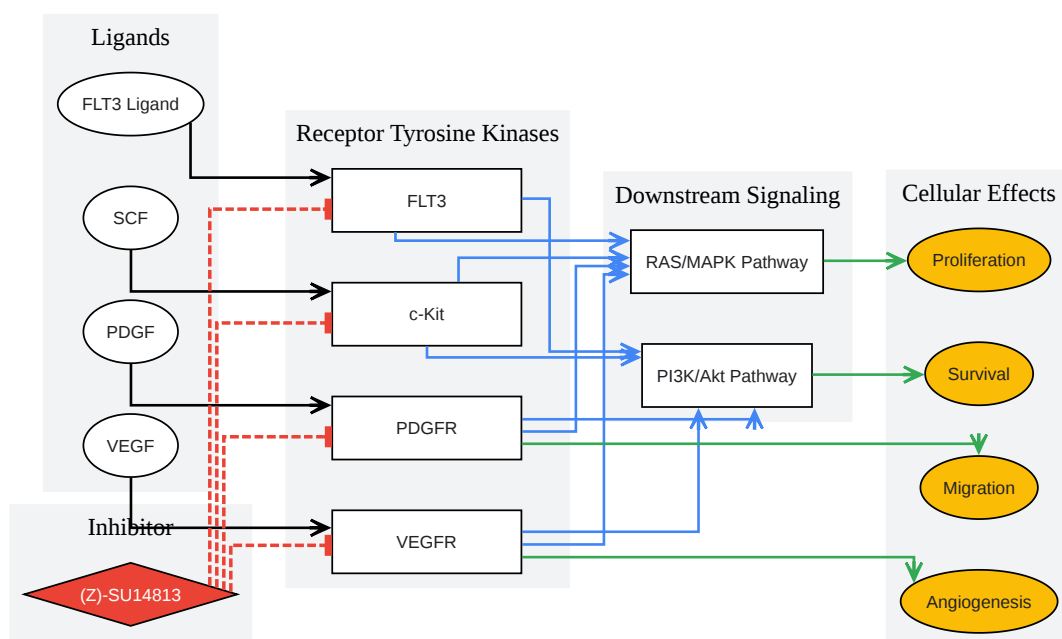 Ligands
FLT3 Ligand
SCF
PDGF
VEGF
Inhibitor
(Z)-SU14813
Receptor Tyrosine Kinases
FLT3
c-Kit
PDGFR
VEGFR
Downstream Signaling
RAS/MAPK Pathway
PI3K/Akt Pathway
Cellular Effects
Proliferation
Survival
Migration
Angiogenesis